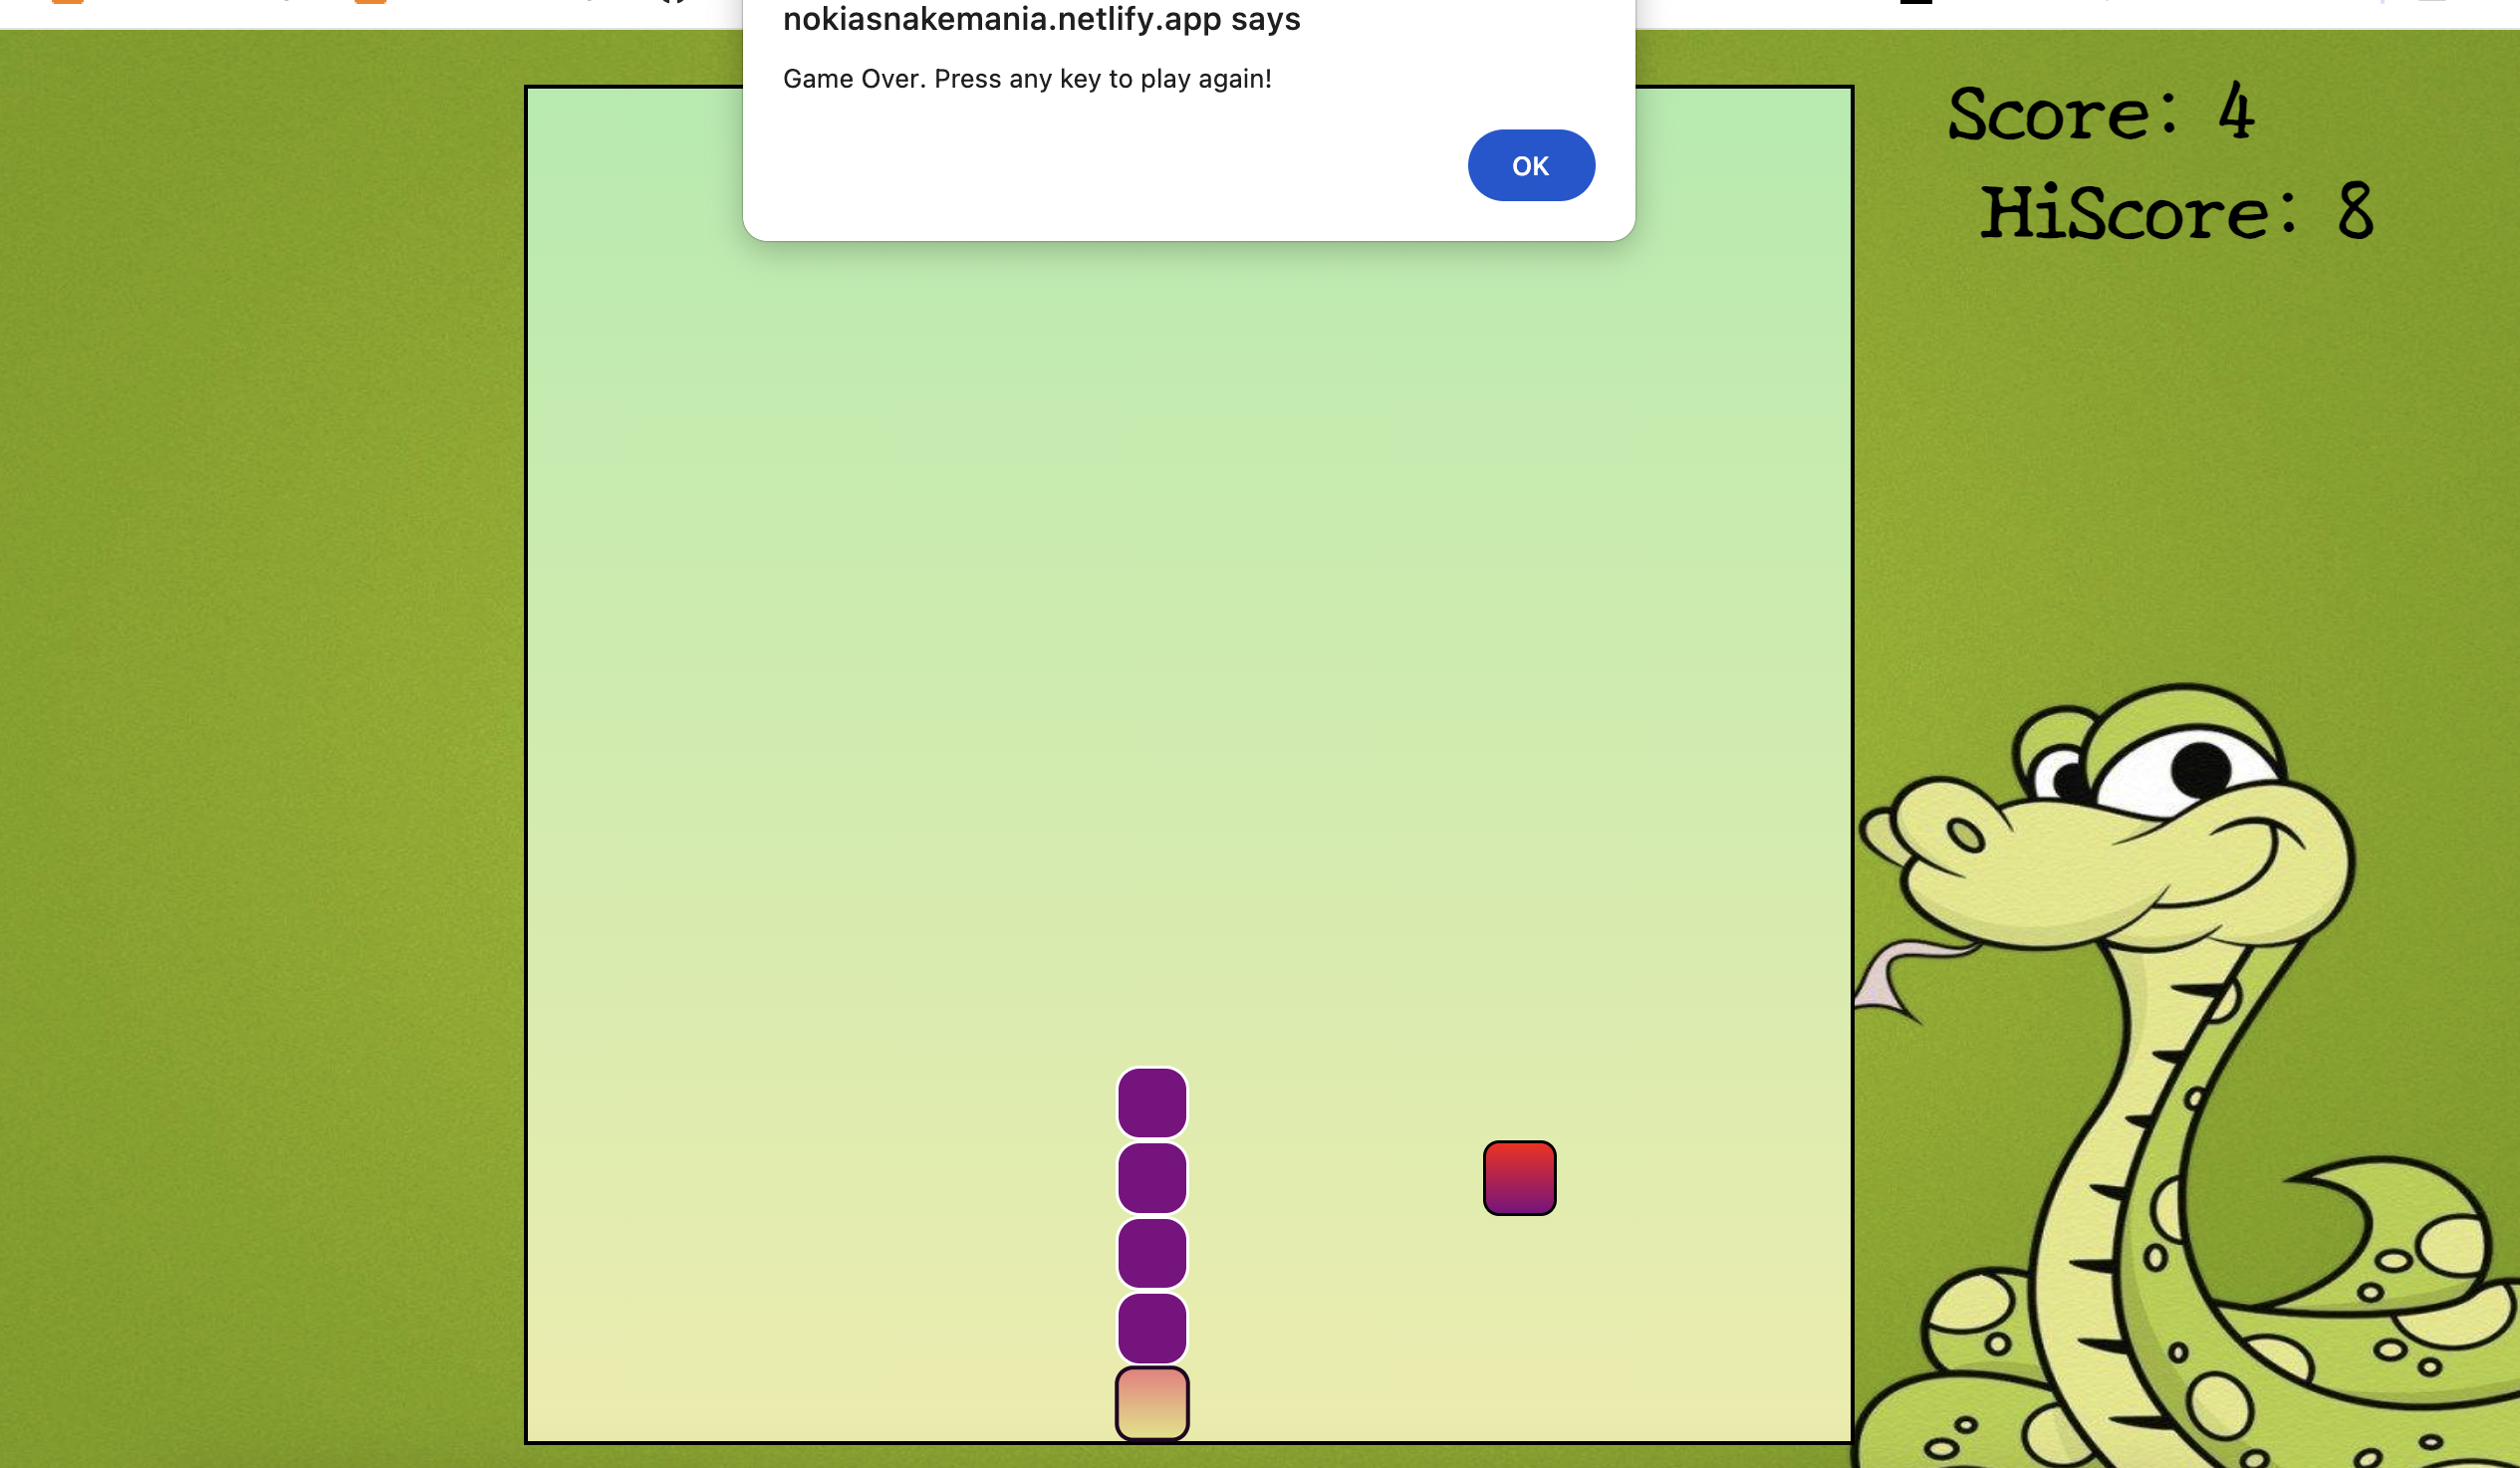 nokiasnakemania.netlify.app says
Game Over. Press any key to play again!
OK
Score: 4
HiScore: 8